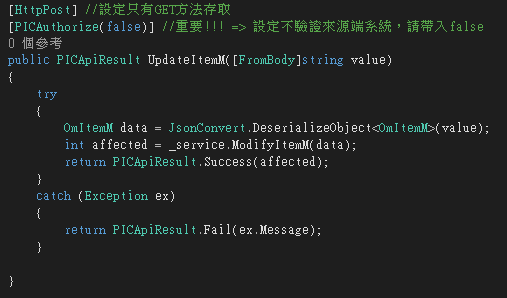 [HttpPost] //設定只有GET方法存取
[PICAuthorize(false)] //重要!!! => 設定不驗證來源端系統，請帶入false
0 個參考
public PICApiResult UpdateItemM([FromBody]string value)
{
    try
    {
        OmItemM data = JsonConvert.DeserializeObject<OmItemM>(value);
        int affected = _service.ModifyItemM(data);
        return PICApiResult.Success(affected);
    }
    catch (Exception ex)
    {
        return PICApiResult.Fail(ex.Message);
    }
}